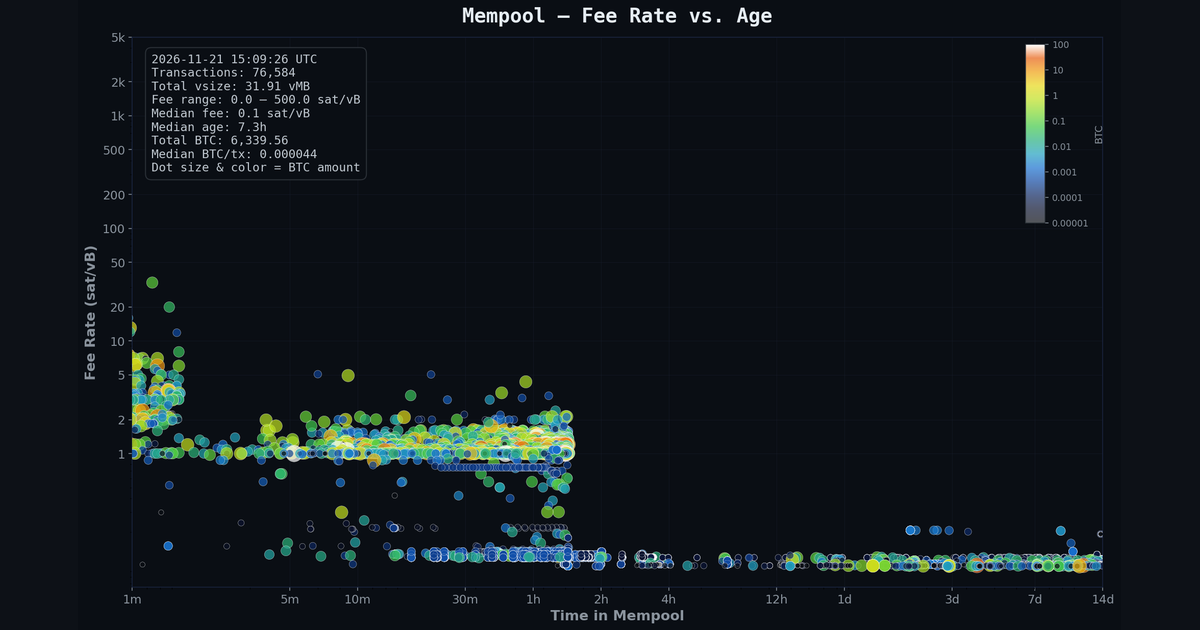 Mempool — Fee Rate vs. Age
5k
2k
1k
500
200
100
50
20
10
5
2
1
Fee Rate (sat/vB)
2026-11-21 15:09:26 UTC
Transactions: 76,584
Total vsize: 31.91 vMB
Fee range: 0.0 — 500.0 sat/vB
Median fee: 0.1 sat/vB
Median age: 7.3h
Total BTC: 6,339.56
Median BTC/tx: 0.000044
Dot size & color = BTC amount
100
10
1
0.1
0.01
0.001
0.0001
0.00001
BTC
1m 5m 10m 30m 1h 2h 4h 12h 1d 3d 7d 14d
Time in Mempool